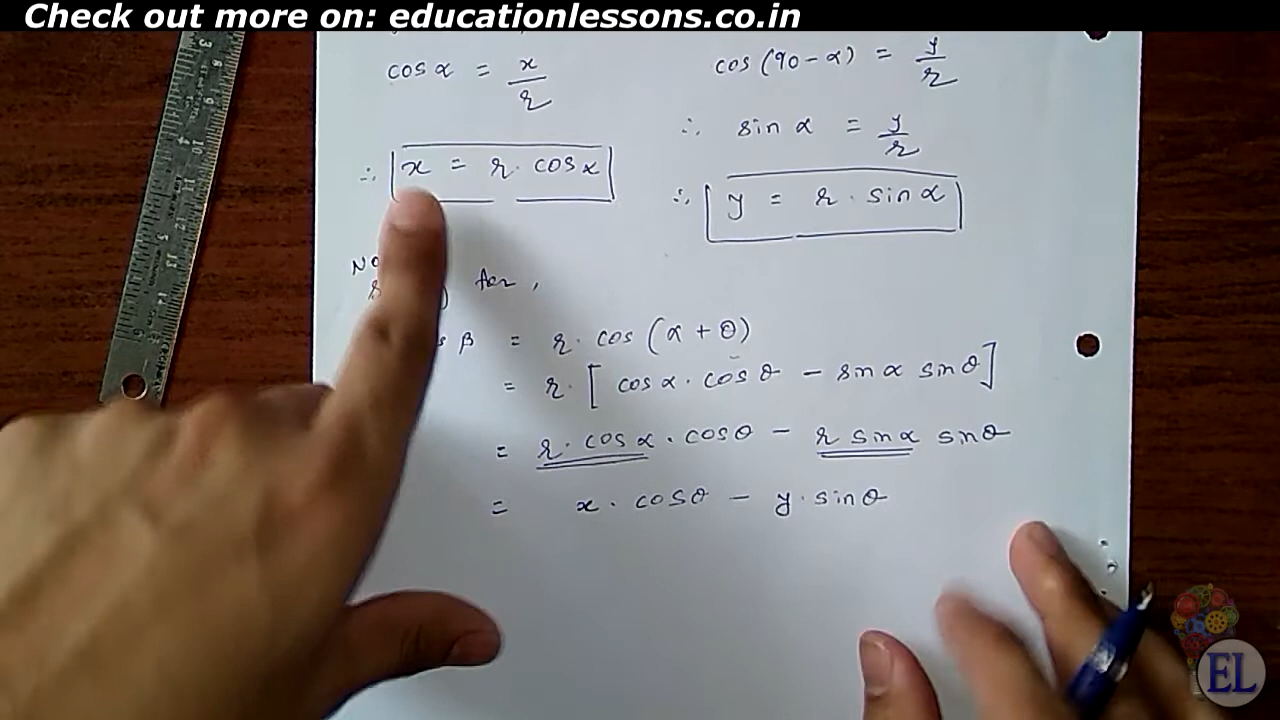 Check out more on: educationlessons.co.in
cos α = x/r
cos (90 - α) = y/r
∴ sin α = y/r
∴ x = r · cos α
∴ y = r · sin α
for,
β = r · cos (α + θ)
= r · [ cos α · cos θ - sin α sin θ ]
= r · cos α · cos θ - r sin α sin θ
= x · cos θ - y · sin θ
EL